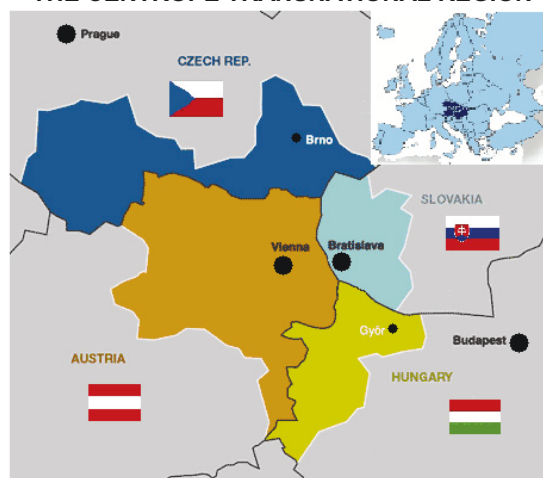 Prague
CZECH REP.
Brno
SLOVAKIA
Vienna
Bratislava
Győr
Budapest
AUSTRIA
HUNGARY